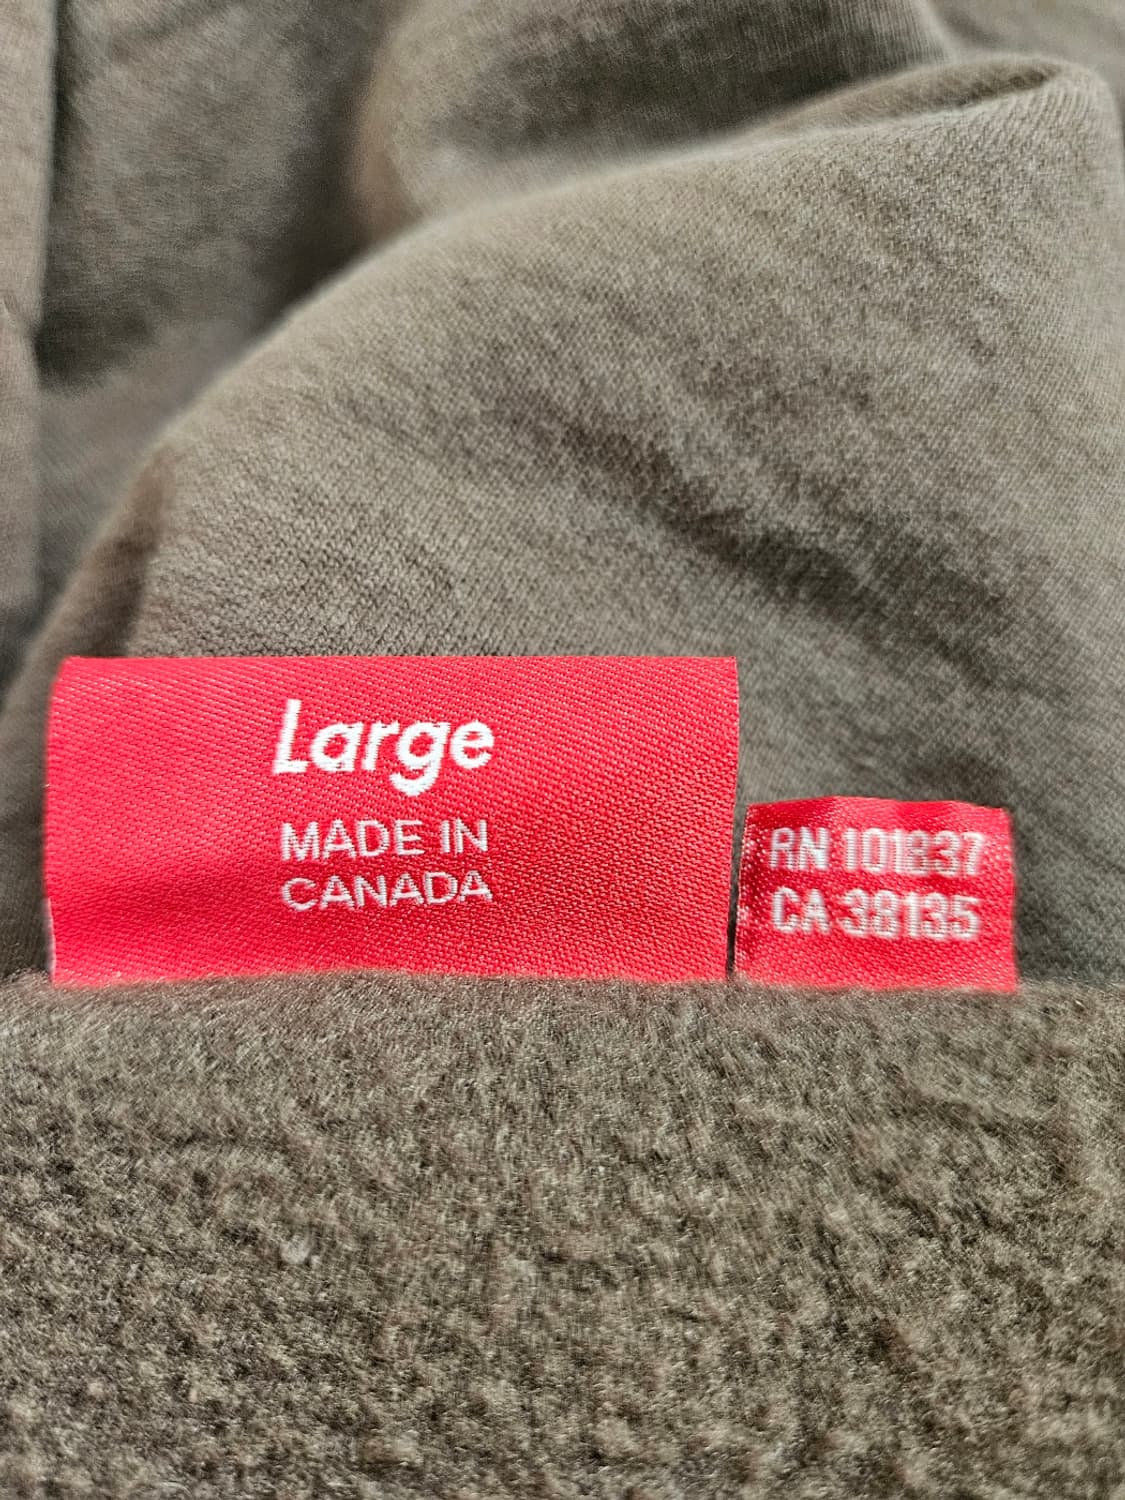 Large
MADE IN
CANADA
RN 101837
CA 38135